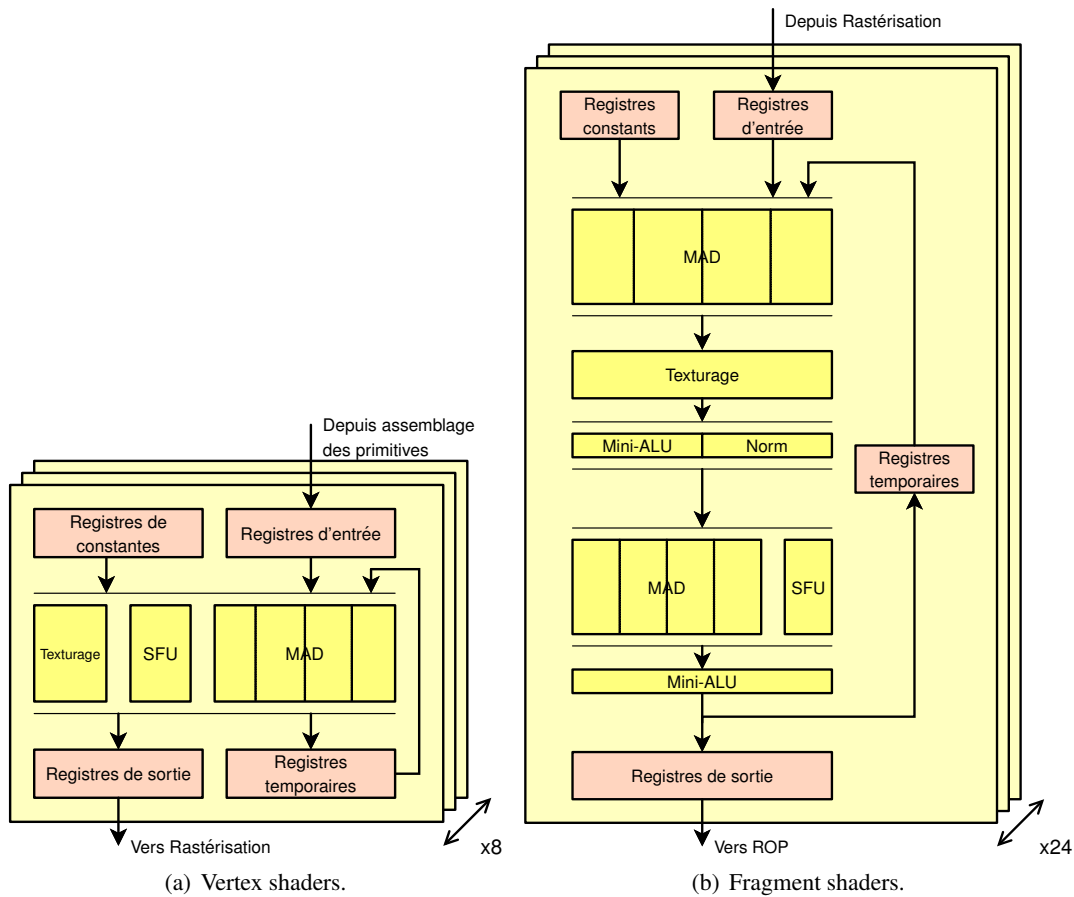 Depuis assemblage
des primitives
Registres de
constantes
Registres d'entrée
Texturage
SFU
MAD
Registres de sortie
Registres
temporaires
Vers Rastérisation
x8
(a) Vertex shaders.
Depuis Rastérisation
Registres
constants
Registres
d'entrée
MAD
Texturage
Mini-ALU
Norm
Registres
temporaires
MAD
SFU
Mini-ALU
Registres de sortie
Vers ROP
x24
(b) Fragment shaders.